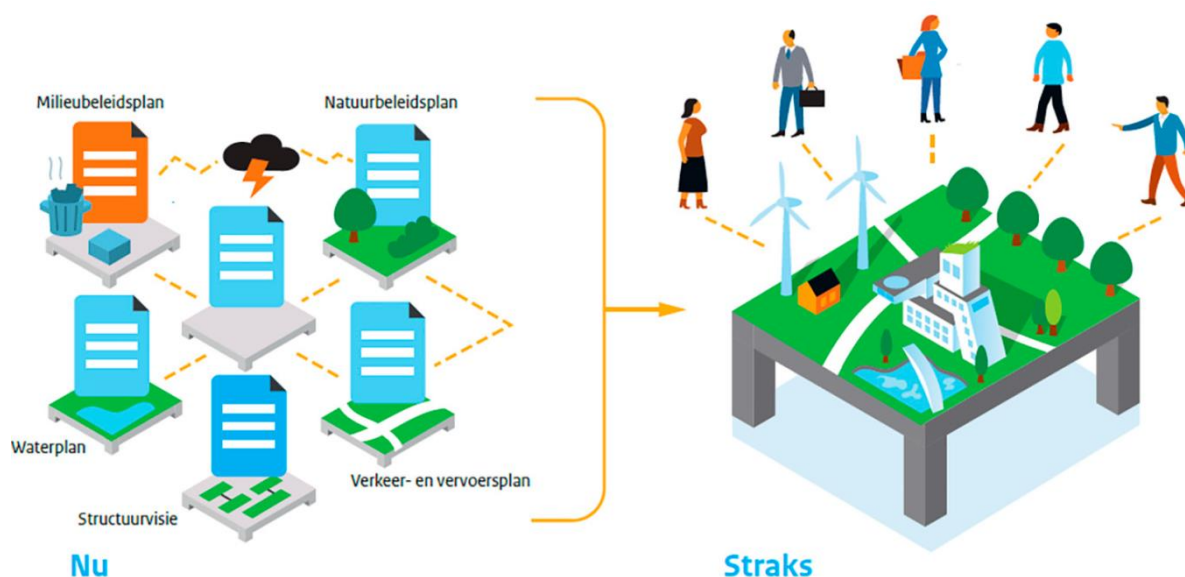 Milieubeleidsplan
Natuurbeleidsplan
Waterplan
Verkeer- en vervoersplan
Structuurvisie
Nu
Straks